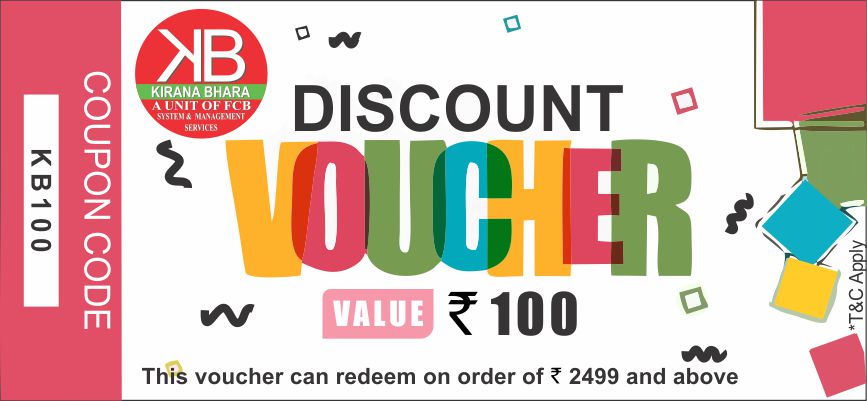 COUPON CODE
KB100
KB
KIRANA BHARA
A UNIT OF FCB
SYSTEM & MANAGEMENT
SERVICES
DISCOUNT
VOUCHER
VALUE ₹ 100
This voucher can redeem on order of ₹ 2499 and above
*T&C Apply